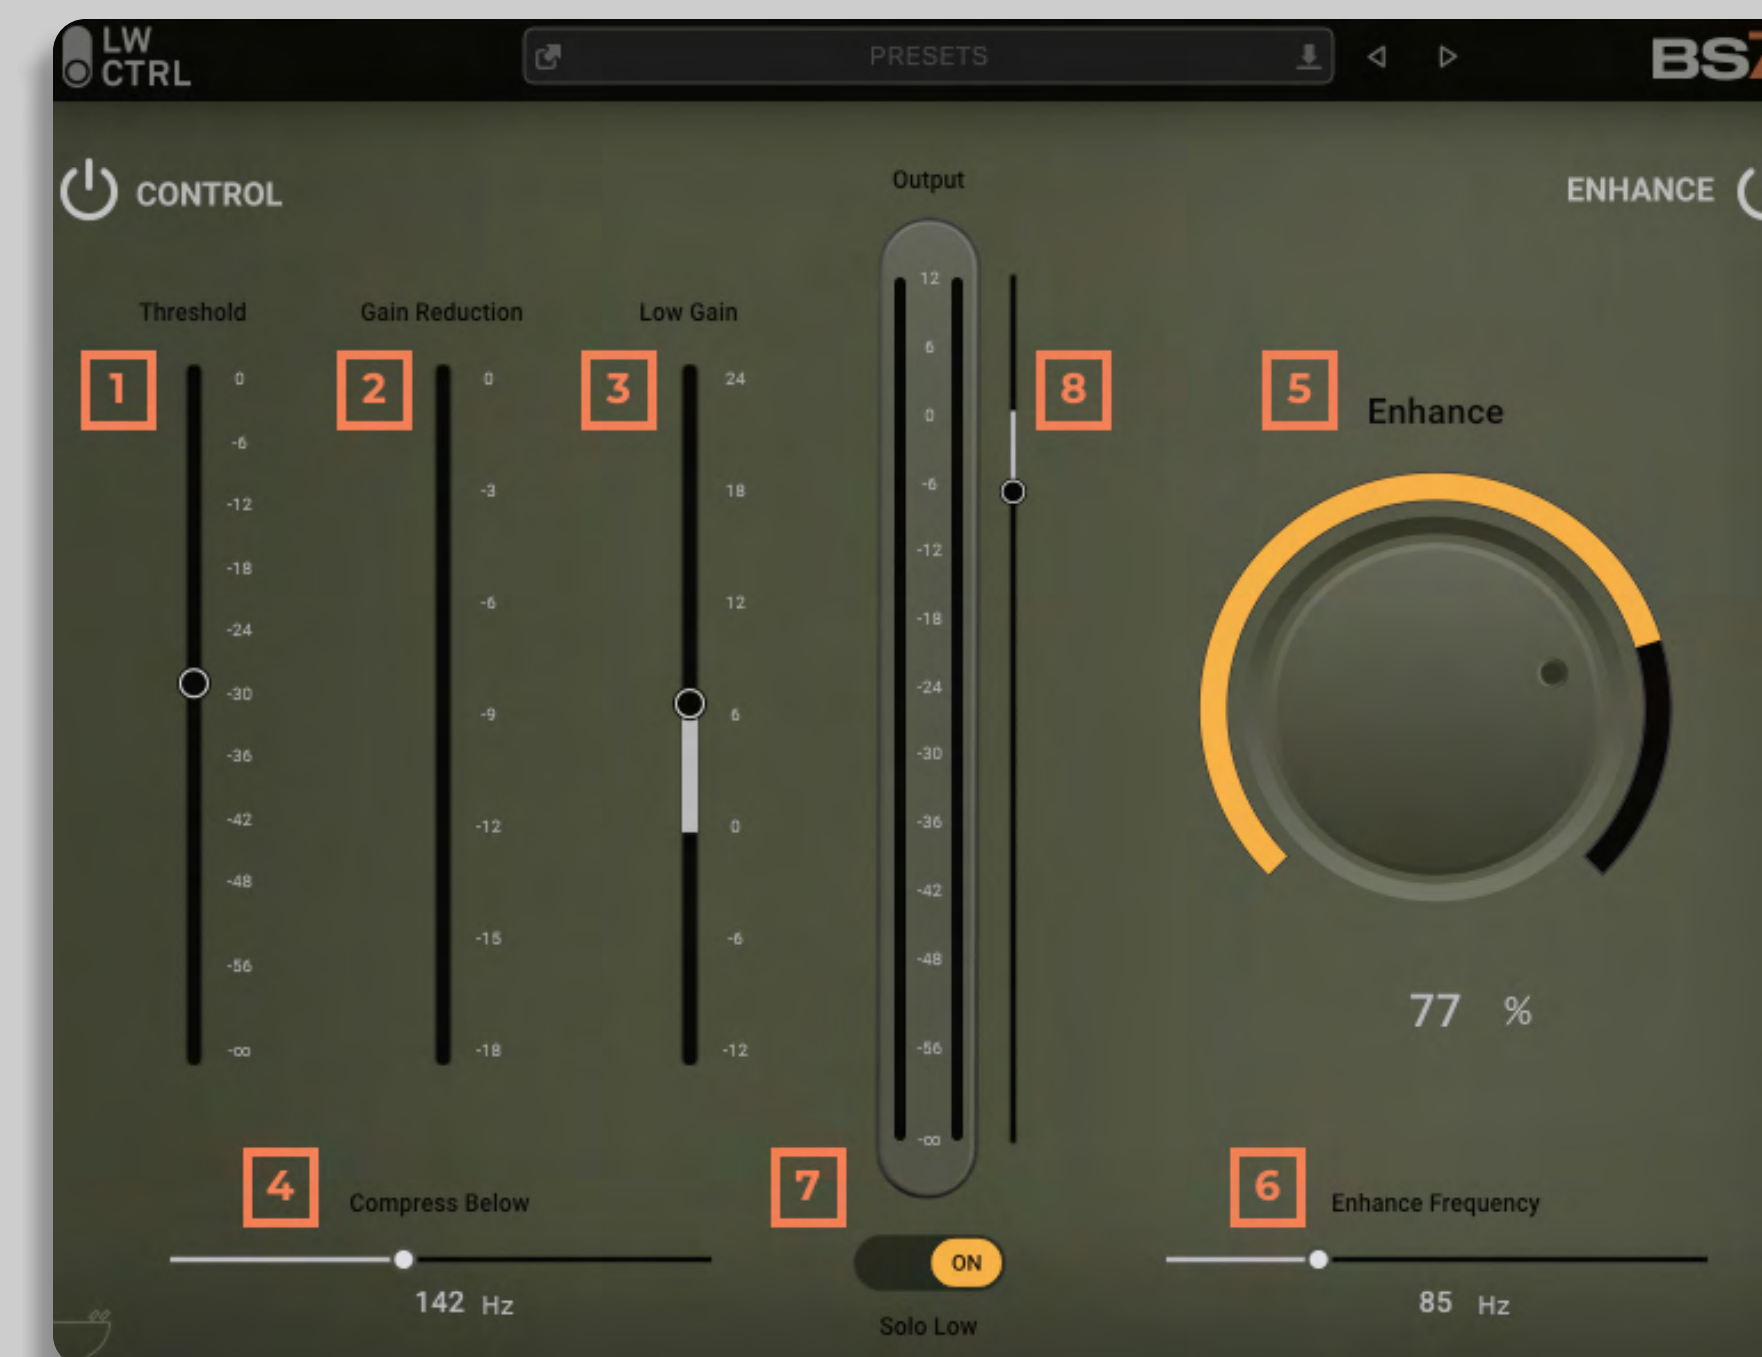 LW
CTRL
PRESETS
BS
CONTROL
Output
ENHANCE
Threshold
Gain Reduction
Low Gain
1
2
3
8
5
Enhance
0
-6
-12
-18
-24
-30
-36
-42
-48
-56
-∞
0
-3
-6
-9
-12
-15
-18
24
18
12
6
0
-6
-12
12
6
0
-6
-12
-18
-24
-30
-36
-42
-48
-56
-∞
77 %
4
Compress Below
142 Hz
7
ON
Solo Low
6
Enhance Frequency
85 Hz